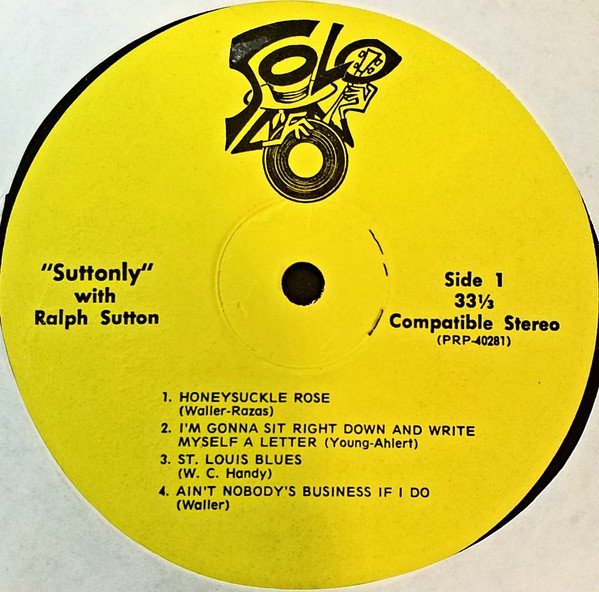 SOLO
"Suttonly"
with
Ralph Sutton
Side 1
33⅓
Compatible Stereo
(PRP-40281)
1. HONEYSUCKLE ROSE
(Waller-Razas)
2. I'M GONNA SIT RIGHT DOWN AND WRITE
MYSELF A LETTER (Young-Ahlert)
3. ST. LOUIS BLUES
(W. C. Handy)
4. AIN'T NOBODY'S BUSINESS IF I DO
(Waller)